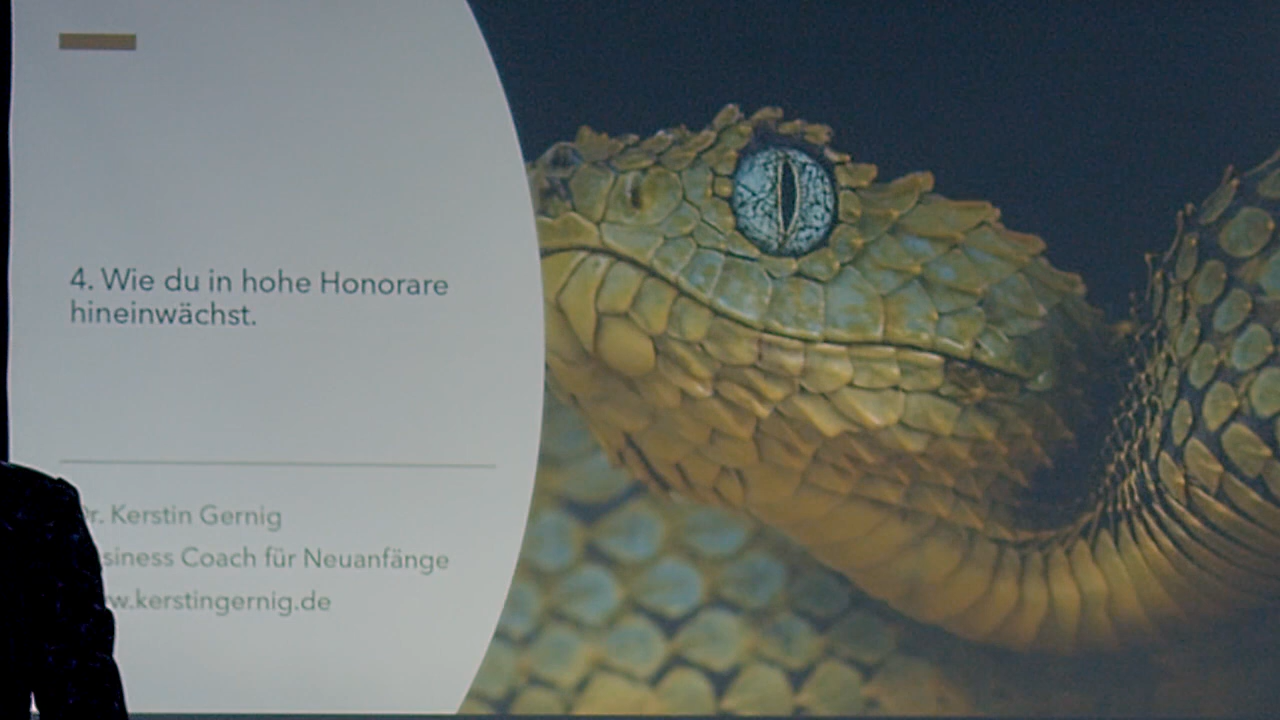 4. Wie du in hohe Honorare
hineinwächst.
Kerstin Gernig
Coach für Neuanfänge